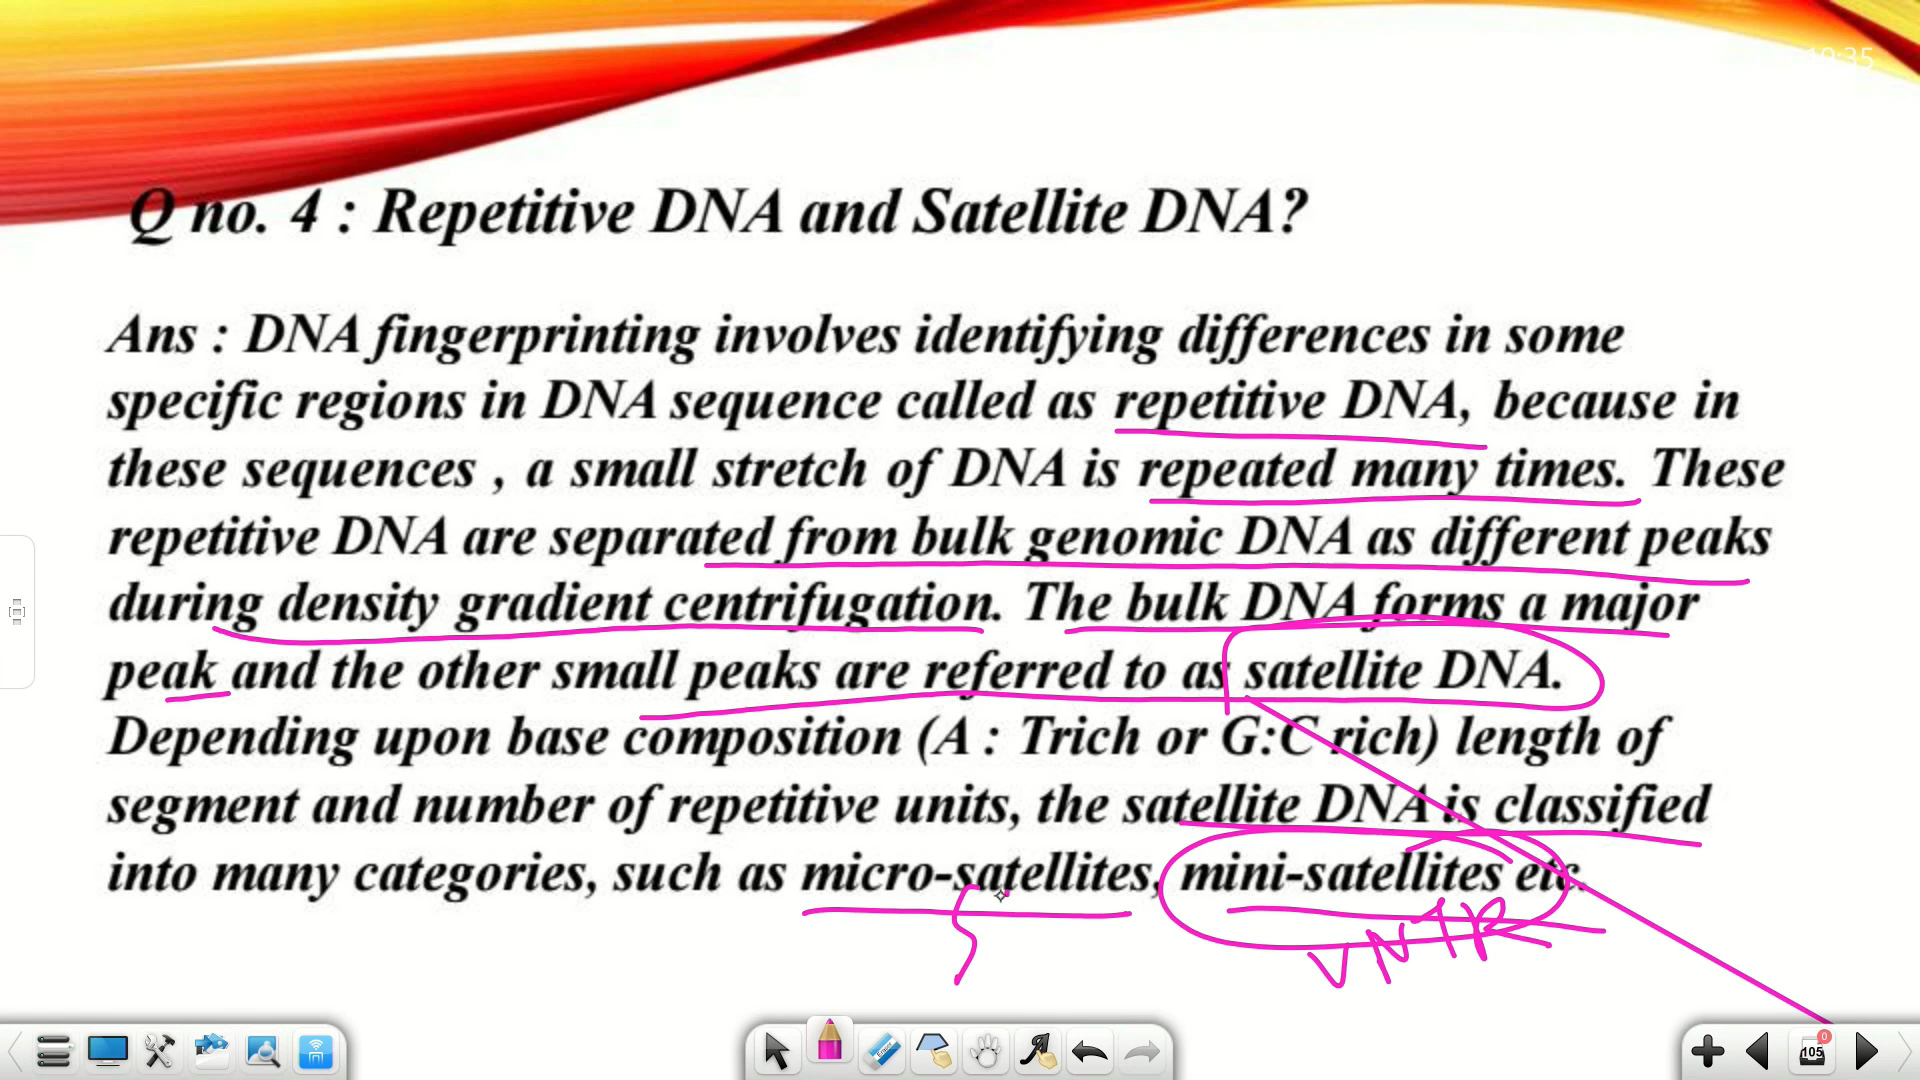 10:35
Q no. 4 : Repetitive DNA and Satellite DNA?
Ans : DNA fingerprinting involves identifying differences in some
specific regions in DNA sequence called as repetitive DNA, because in
these sequences , a small stretch of DNA is repeated many times. These
repetitive DNA are separated from bulk genomic DNA as different peaks
during density gradient centrifugation. The bulk DNA forms a major
peak and the other small peaks are referred to as satellite DNA.
Depending upon base composition (A : Trich or G:C rich) length of
segment and number of repetitive units, the satellite DNA is classified
into many categories, such as micro-satellites, mini-satellites etc.
VNTR
0
105